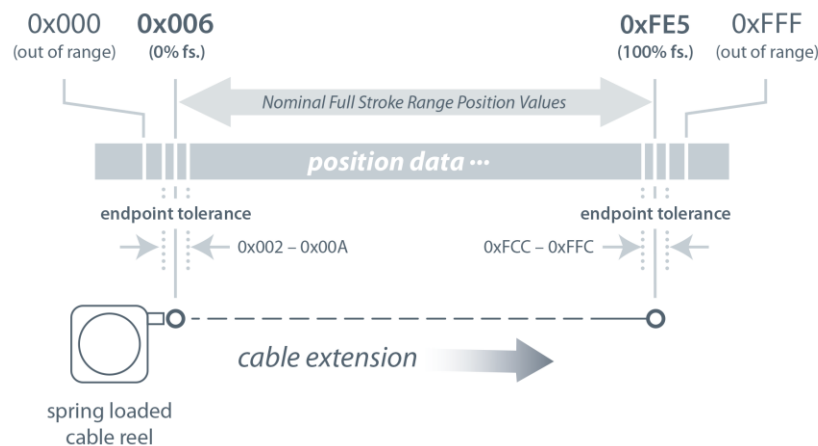 0x000
(out of range)
0x006
(0% fs.)
0xFE5
(100% fs.)
0xFFF
(out of range)
Nominal Full Stroke Range Position Values
position data ···
endpoint tolerance
endpoint tolerance
0x002 – 0x00A
0xFCC – 0xFFC
cable extension
spring loaded
cable reel